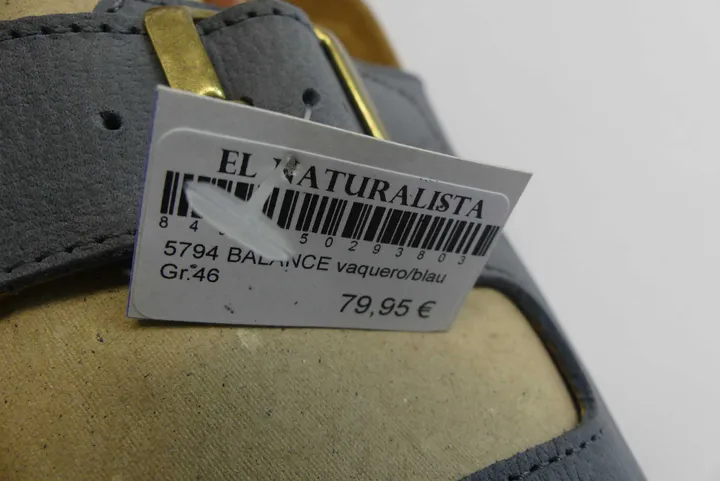 EL NATURALISTA
5794 BALANCE vaquero/blau
Gr.46
79,95 €